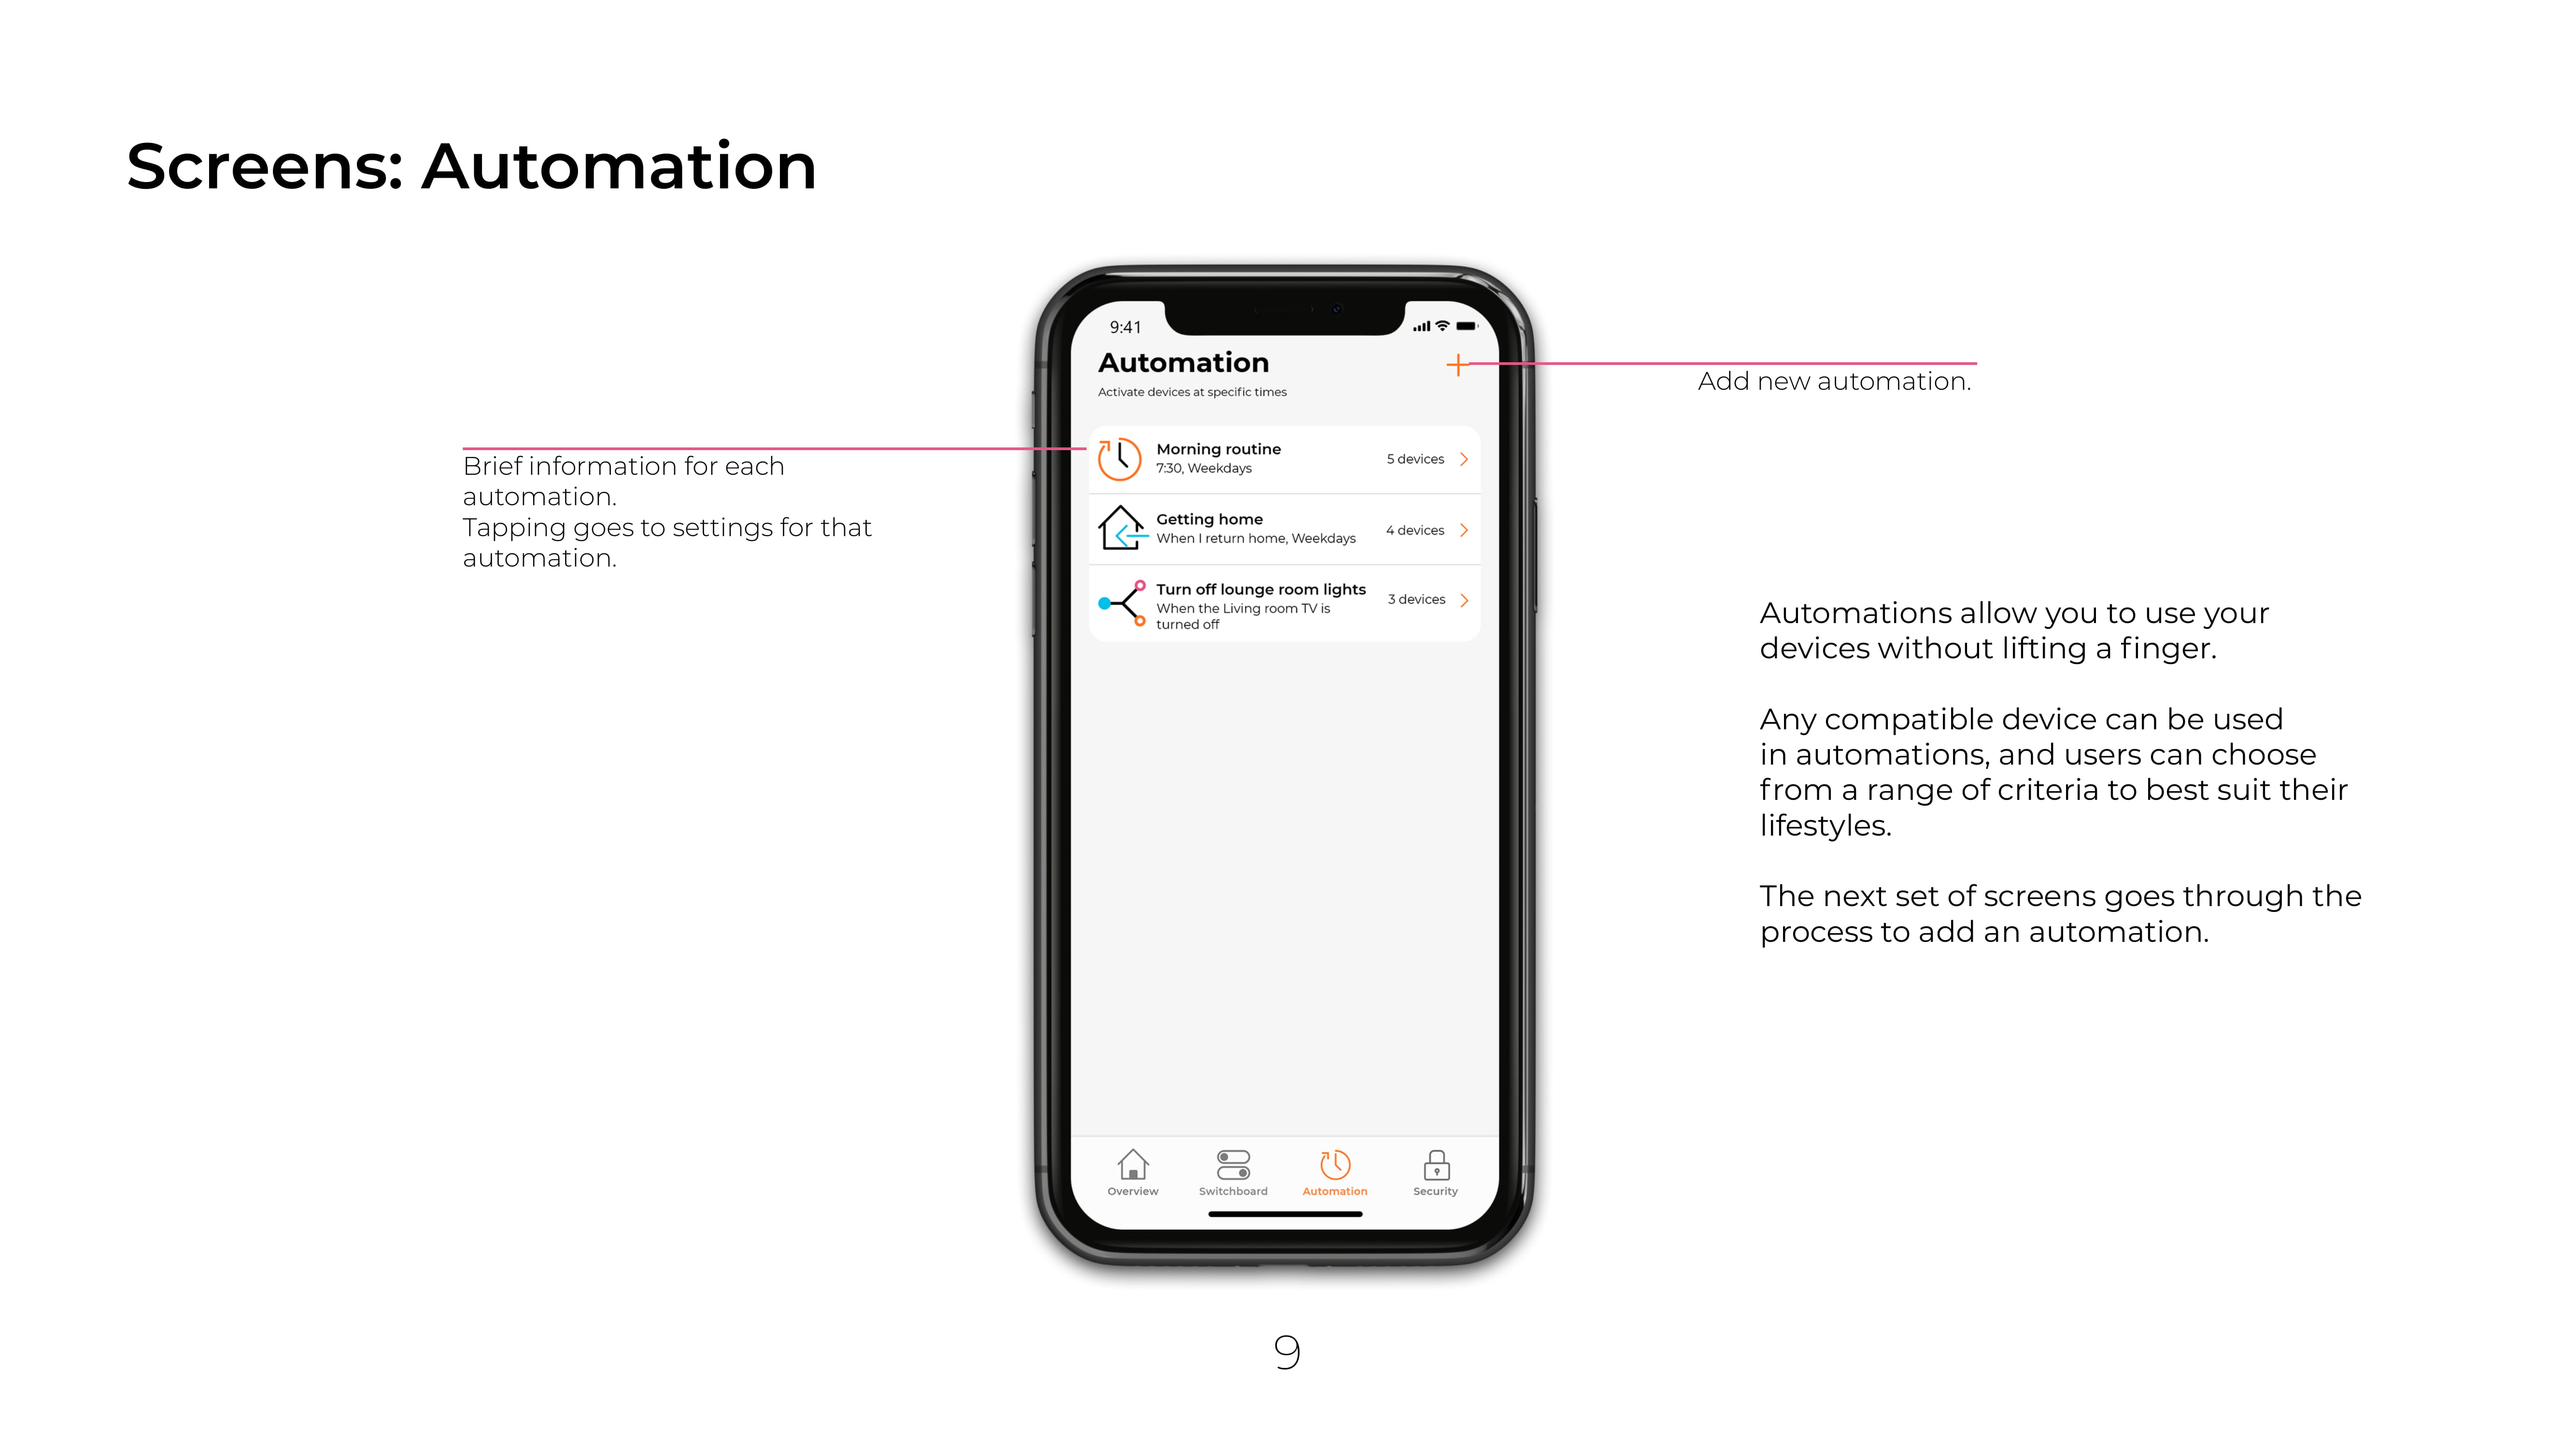 Screens: Automation
9:41
Automation
Activate devices at specific times
Add new automation.
Brief information for each
automation.
Tapping goes to settings for that
automation.
Morning routine
7:30, Weekdays
5 devices
Getting home
When I return home, Weekdays
4 devices
Turn off lounge room lights
When the Living room TV is
turned off
3 devices
Automations allow you to use your
devices without lifting a finger.
Any compatible device can be used
in automations, and users can choose
from a range of criteria to best suit their
lifestyles.
The next set of screens goes through the
process to add an automation.
Overview
Switchboard
Automation
Security
9